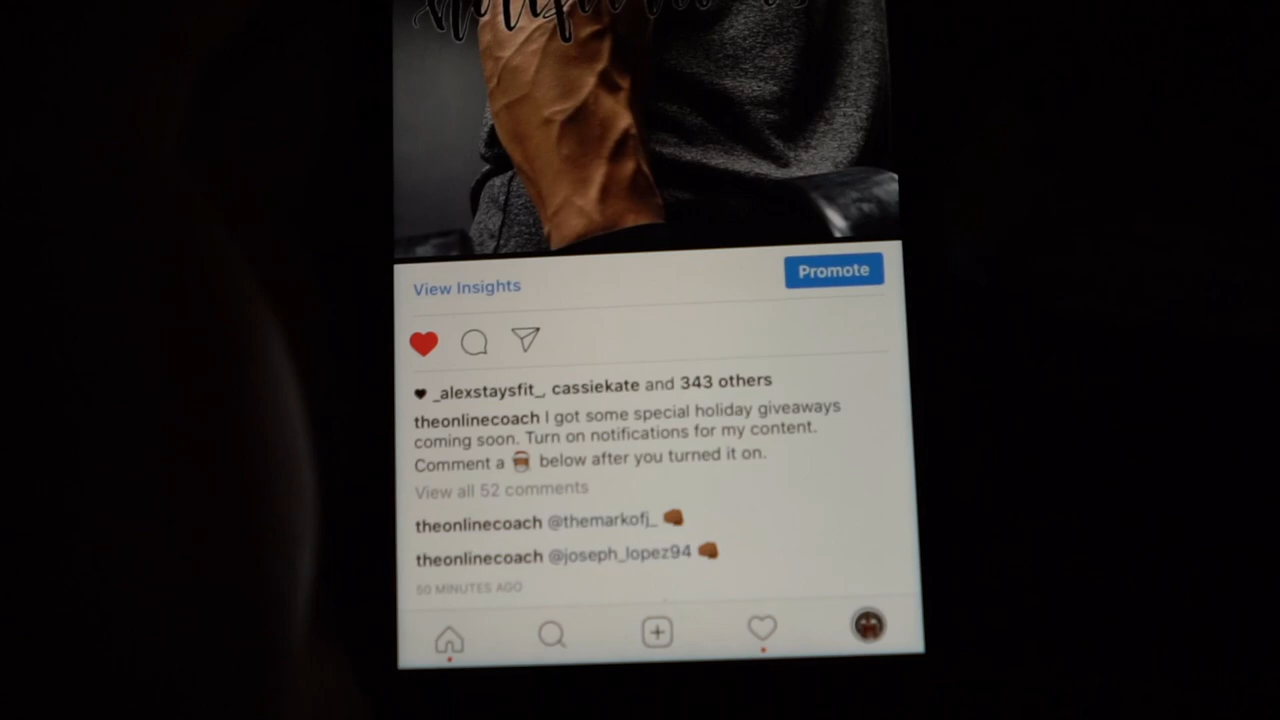 View Insights
Promote
_alexstaysfit_, cassiekate and 343 others
theonlinecoach I got some special holiday giveaways
coming soon. Turn on notifications for my content.
Comment a below after you turned it on.
View all 52 comments
theonlinecoach @themarkofj_
theonlinecoach @joseph_lopez94
50 MINUTES AGO